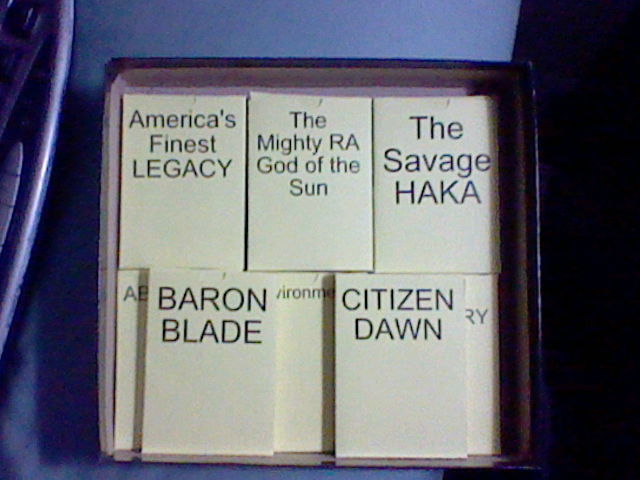 America's
Finest
LEGACY
The
Mighty RA
God of the
Sun
The
Savage
HAKA
BARON
BLADE
CITIZEN
DAWN